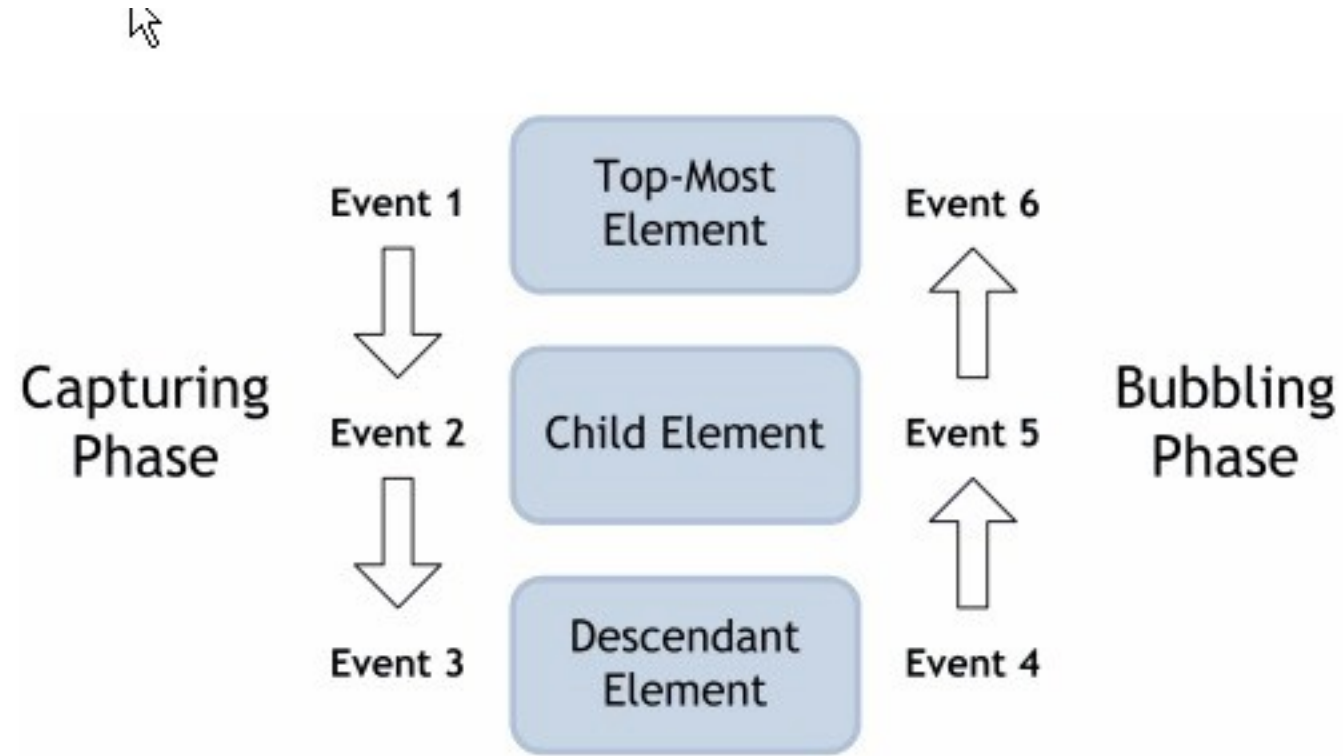 Top-Most
Element
Event 1
Event 6
Capturing
Phase
Event 2
Child Element
Event 5
Bubbling
Phase
Descendant
Element
Event 3
Event 4